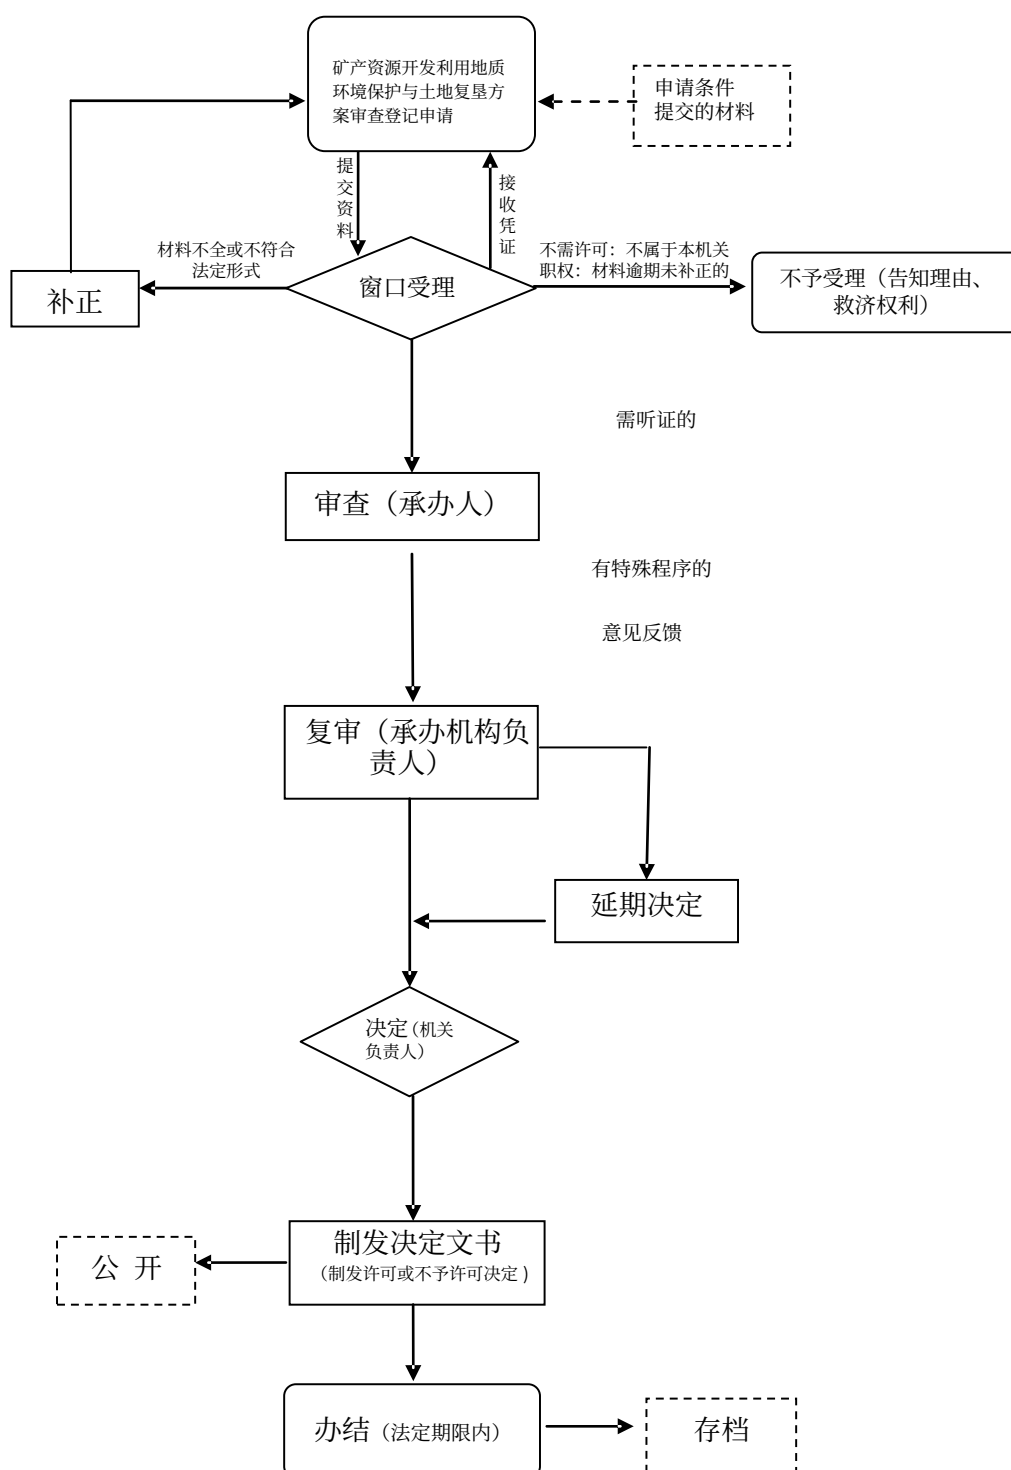 矿产资源开发利用地质
环境保护与土地复垦方
案审查登记申请
申请条件
提交的材料
提交资料
接收凭证
材料不全或不符合
法定形式
不需许可：不属于本机关
职权：材料逾期未补正的
补正
窗口受理
不予受理（告知理由、
救济权利）
需听证的
审查（承办人）
有特殊程序的
意见反馈
复审（承办机构负
责人）
延期决定
决定（机关
负责人）
制发决定文书
（制发许可或不予许可决定)
公 开
办结（法定期限内）
存档